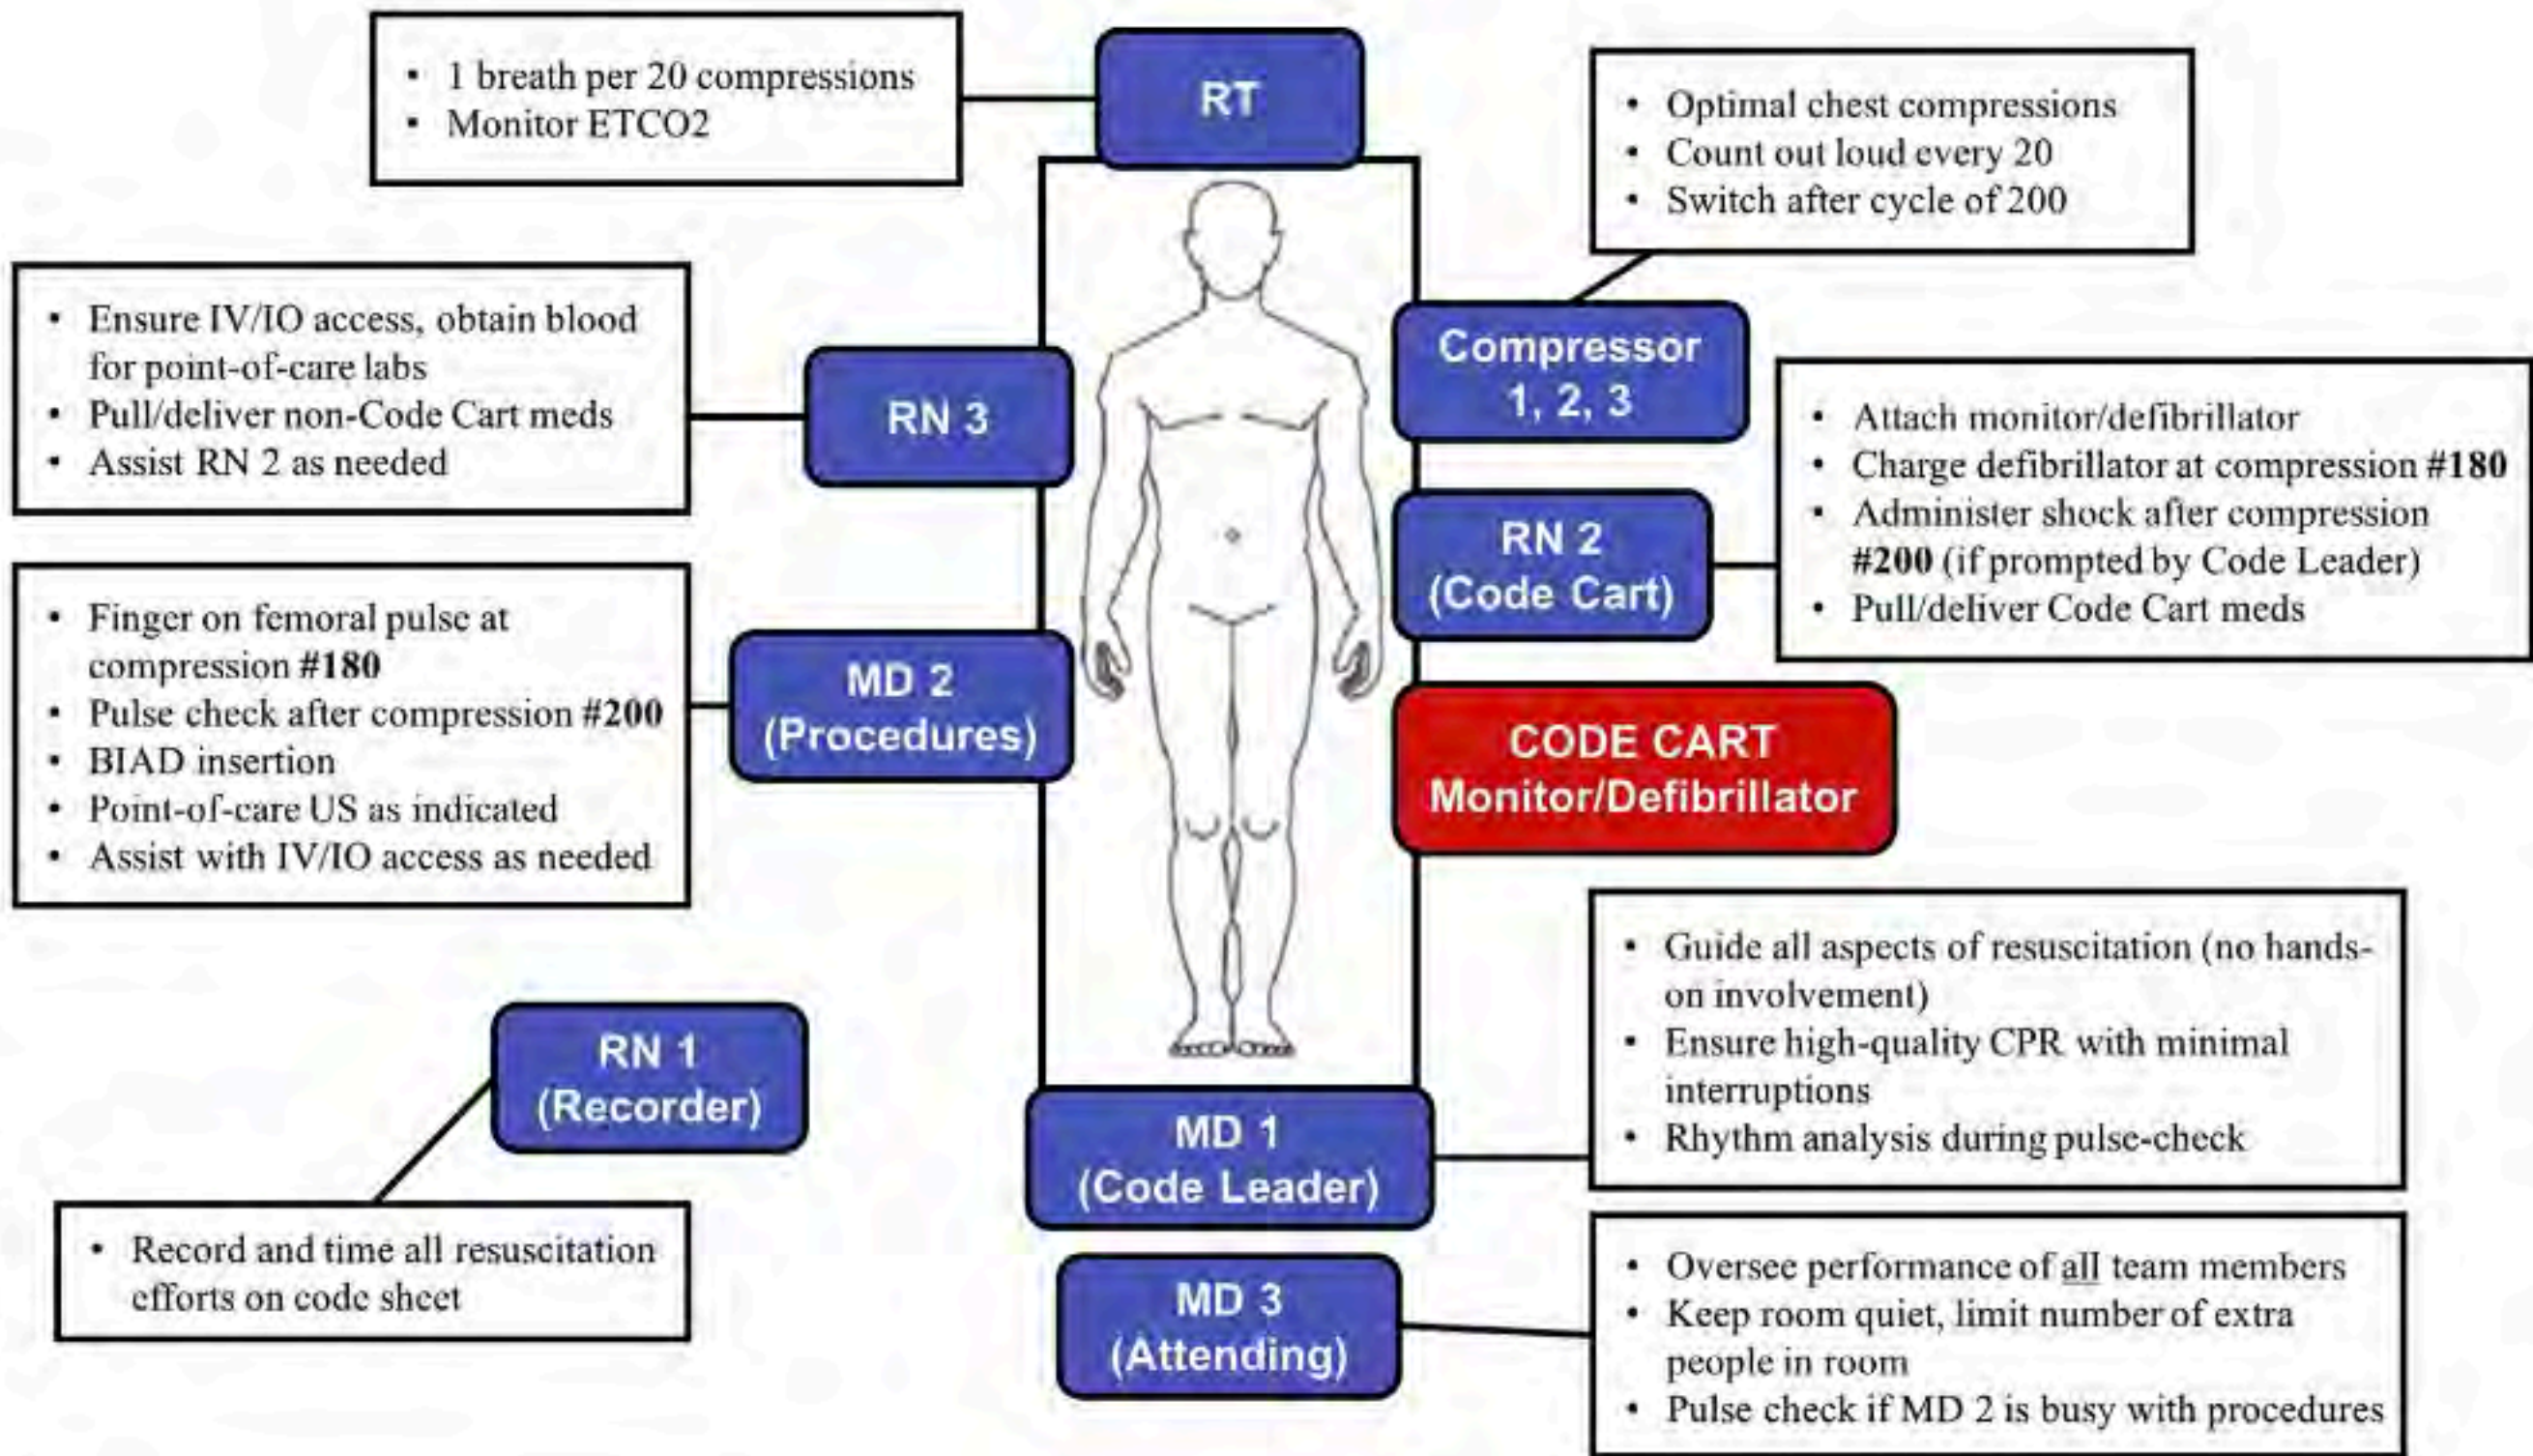 • 1 breath per 20 compressions
• Monitor ETCO2
RT
• Optimal chest compressions
• Count out loud every 20
• Switch after cycle of 200
Compressor
1, 2, 3
• Ensure IV/IO access, obtain blood
for point-of-care labs
• Pull/deliver non-Code Cart meds
• Assist RN 2 as needed
RN 3
• Attach monitor/defibrillator
• Charge defibrillator at compression #180
• Administer shock after compression
#200 (if prompted by Code Leader)
• Pull/deliver Code Cart meds
RN 2
(Code Cart)
• Finger on femoral pulse at
compression #180
• Pulse check after compression #200
• BIAD insertion
• Point-of-care US as indicated
• Assist with IV/IO access as needed
MD 2
(Procedures)
CODE CART
Monitor/Defibrillator
• Guide all aspects of resuscitation (no hands-
on involvement)
• Ensure high-quality CPR with minimal
interruptions
• Rhythm analysis during pulse-check
RN 1
(Recorder)
MD 1
(Code Leader)
• Record and time all resuscitation
efforts on code sheet
MD 3
(Attending)
• Oversee performance of all team members
• Keep room quiet, limit number of extra
people in room
• Pulse check if MD 2 is busy with procedures